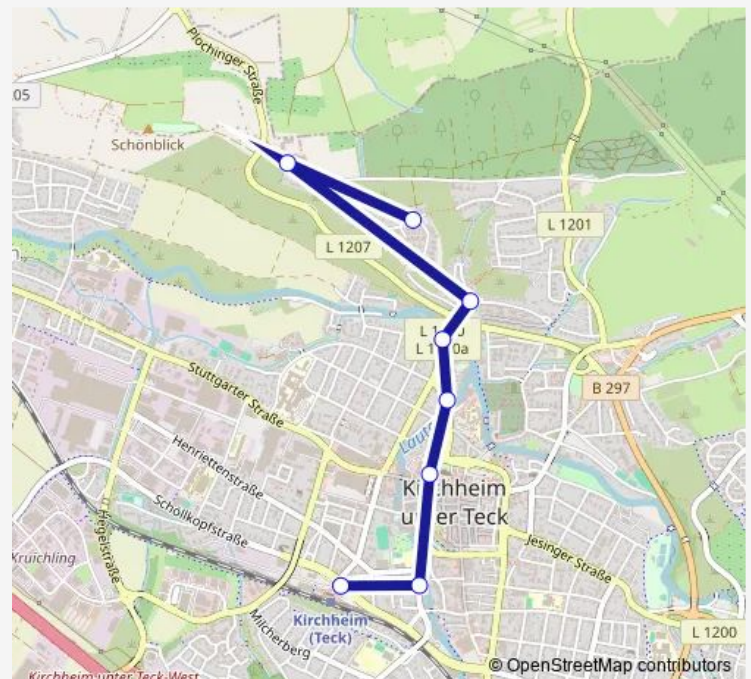 Plochinger Straße
05
Schönblick
L 1201
L 1207
Stuttgarter Straße
B 297
Henriettenstraße
Kirchheim
unter Teck
Schöllkopfstraße
Hegelstraße
Jesinger Straße
Kruichling
Kirchheim
(Teck)
Milcherberg
L 1200
Kirchheim unter Teck-West
© OpenStreetMap contributors